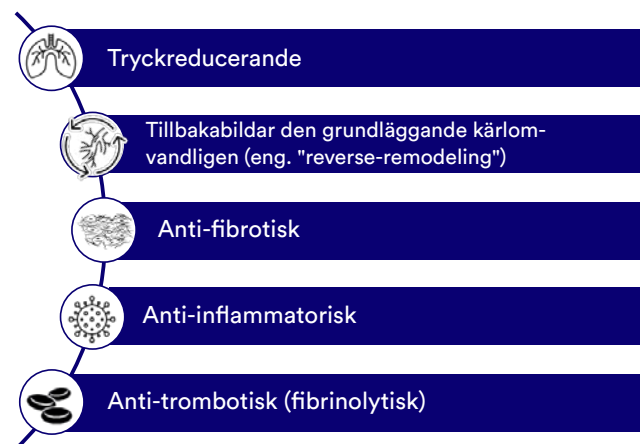 Tryckreducerande
Tillbakabildar den grundläggande kärlom-
vandligen (eng. "reverse-remodeling")
Anti-fibrotisk
Anti-inflammatorisk
Anti-trombotisk (fibrinolytisk)